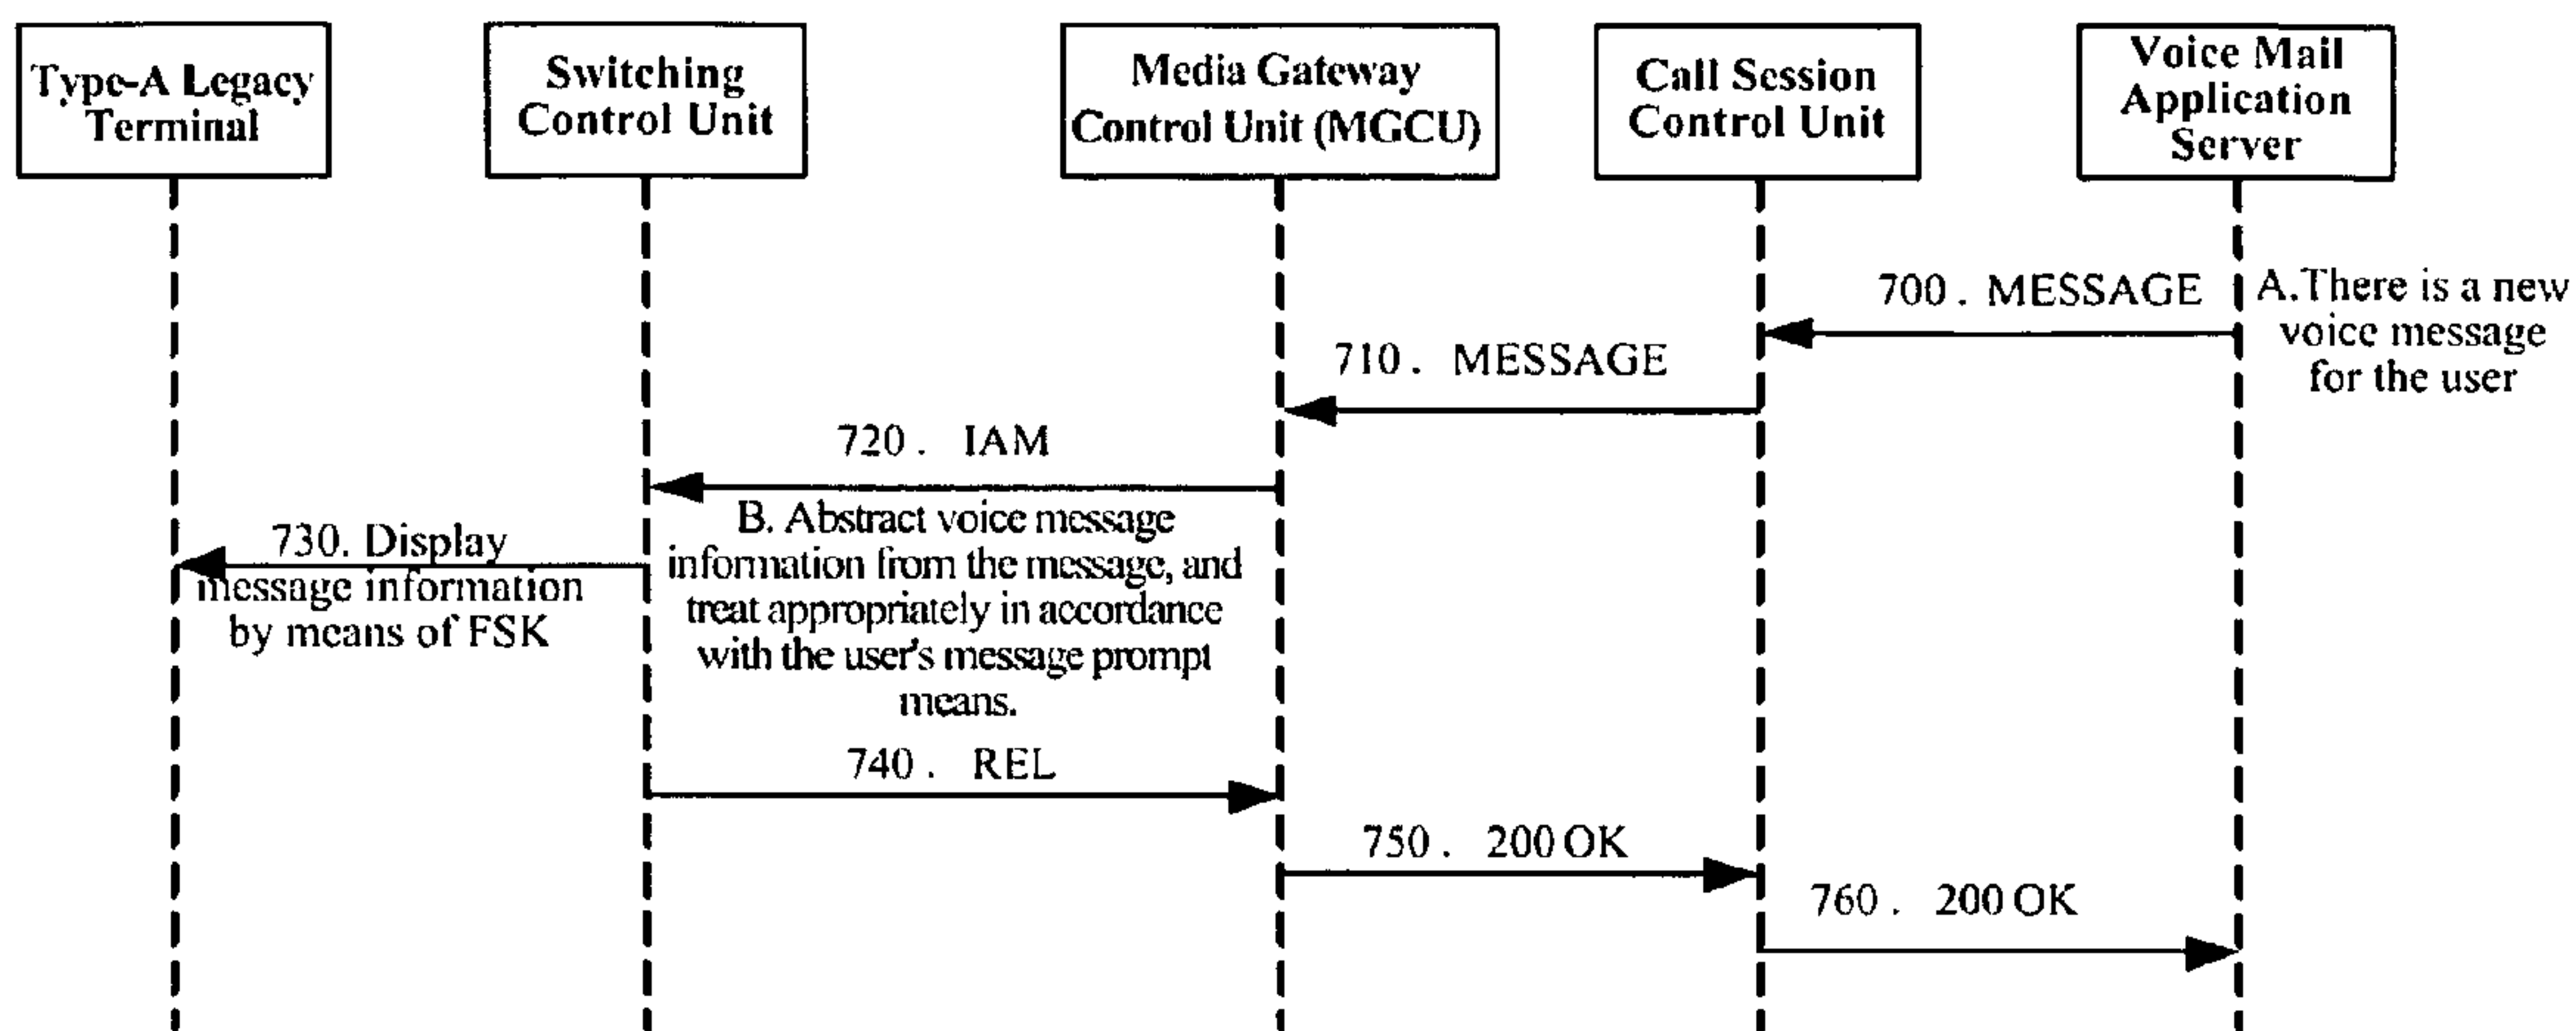 Type-A Legacy
Terminal
Switching
Control Unit
Media Gateway
Control Unit (MGCU)
Call Session
Control Unit
Voice Mail
Application
Server
700. MESSAGE
A.There is a new
voice message
for the user
710. MESSAGE
720. IAM
B. Abstract voice message
information from the message, and
treat appropriately in accordance
with the user's message prompt
means.
730. Display
message information
by means of FSK
740. REL
750. 200 OK
760. 200 OK